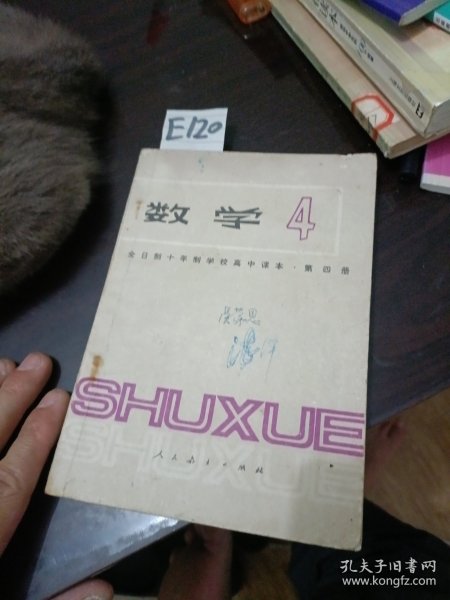 E120
数学 4
全日制十年制学校高中课本·第四册
SHUXUE
SHUXUE
人民教育出版社
孔夫子旧书网
www.kongfz.com